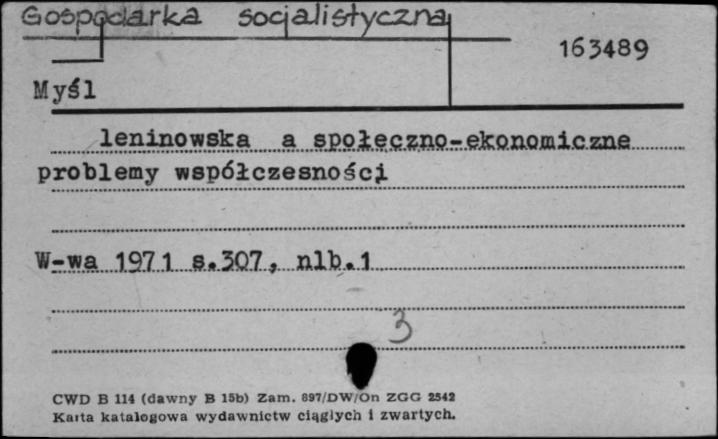 Gospodarka socjalistyczna
163489
Myśl
leninowska a społeczno-ekonomiczne
problemy współczesności
W-wa 1971 s.307, nlb.1
3
CWD B 114 (dawny B 15b) Zam. 897/DW/On ZGG 2542
Karta katalogowa wydawnictw ciągłych i zwartych.